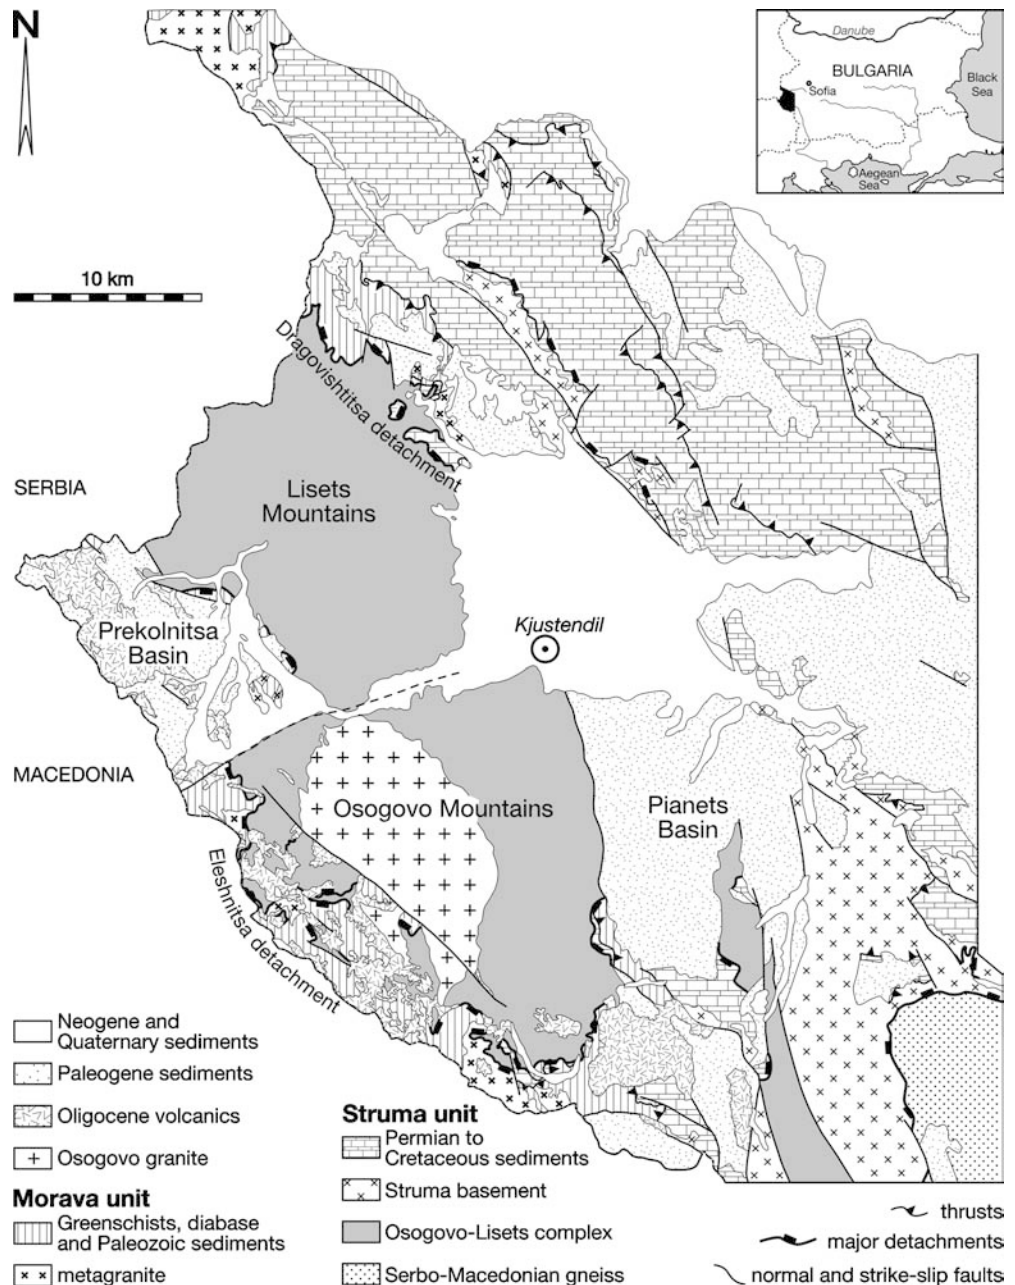 N
Danube
BULGARIA
Sofia
Black
Sea
Aegean
Sea
10 km
Dragovishtitsa detachment
SERBIA
Lisets
Mountains
Prekolnitsa
Basin
Kjustendil
MACEDONIA
Osogovo Mountains
Pianets
Basin
Eleshnitsa detachment
Neogene and
Quaternary sediments
Paleogene sediments
Oligocene volcanics
Osogovo granite
Morava unit
Greenschists, diabase
and Paleozoic sediments
metagranite
Struma unit
Permian to
Cretaceous sediments
Struma basement
Osogovo-Lisets complex
Serbo-Macedonian gneiss
thrusts
major detachments
normal and strike-slip faults